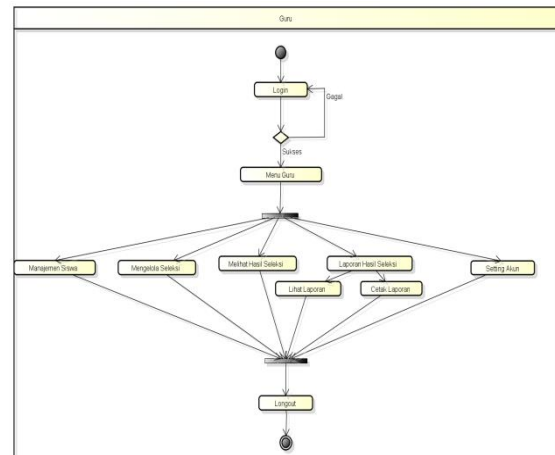 Guru
Login
Gagal
Sukses
Menu Guru
Manajemen Siswa
Mengelola Seleksi
Melihat Hasil Seleksi
Laporan Hasil Seleksi
Setting Akun
Lihat Laporan
Cetak Laporan
Longout